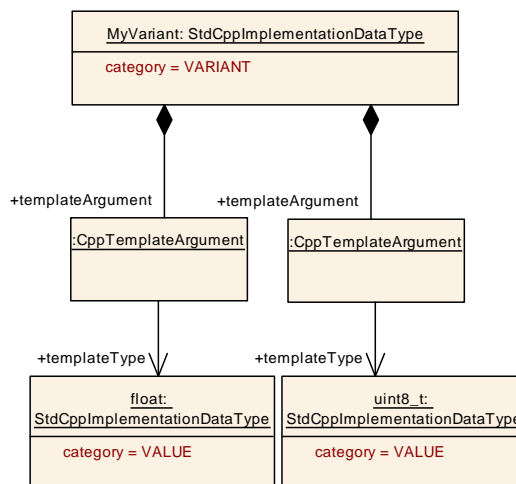 MyVariant: StdCppImplementationDataType
category = VARIANT
+templateArgument
+templateArgument
:CppTemplateArgument
:CppTemplateArgument
+templateType
+templateType
float:
StdCppImplementationDataType
category = VALUE
uint8_t:
StdCppImplementationDataType
category = VALUE